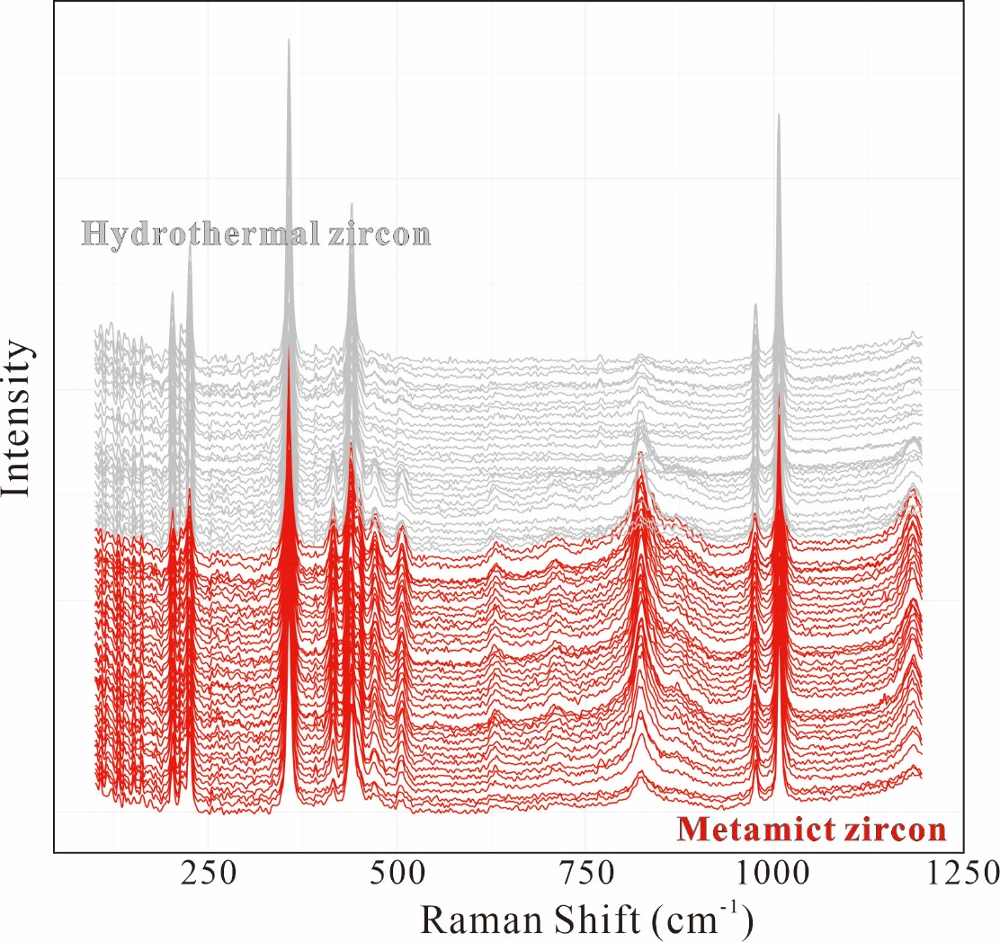 Hydrothermal zircon
Intensity
Metamict zircon
250 500 750 1000 1250
Raman Shift (cm⁻¹)